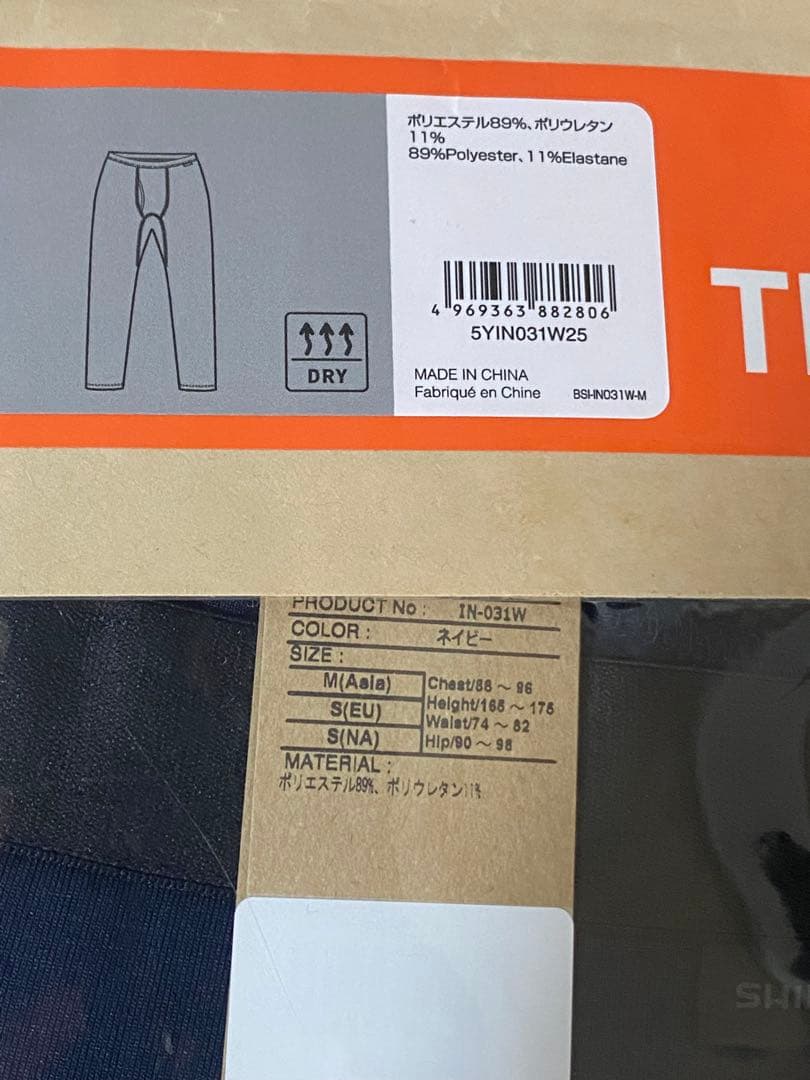 ポリエステル89%、ポリウレタン
11%
89%Polyester、11%Elastane
4 969363 882806
5YIN031W25
MADE IN CHINA
Fabriqué en Chine
BSHN031W-M
DRY
PRODUCT No : IN-031W
COLOR : ネイビー
SIZE :
M(Asia)
S(EU)
S(NA)
Chest/88 ～ 96
Height/165 ～ 175
Waist/74 ～ 82
Hip/90 ～ 98
MATERIAL :
ポリエステル89%、ポリウレタン11%